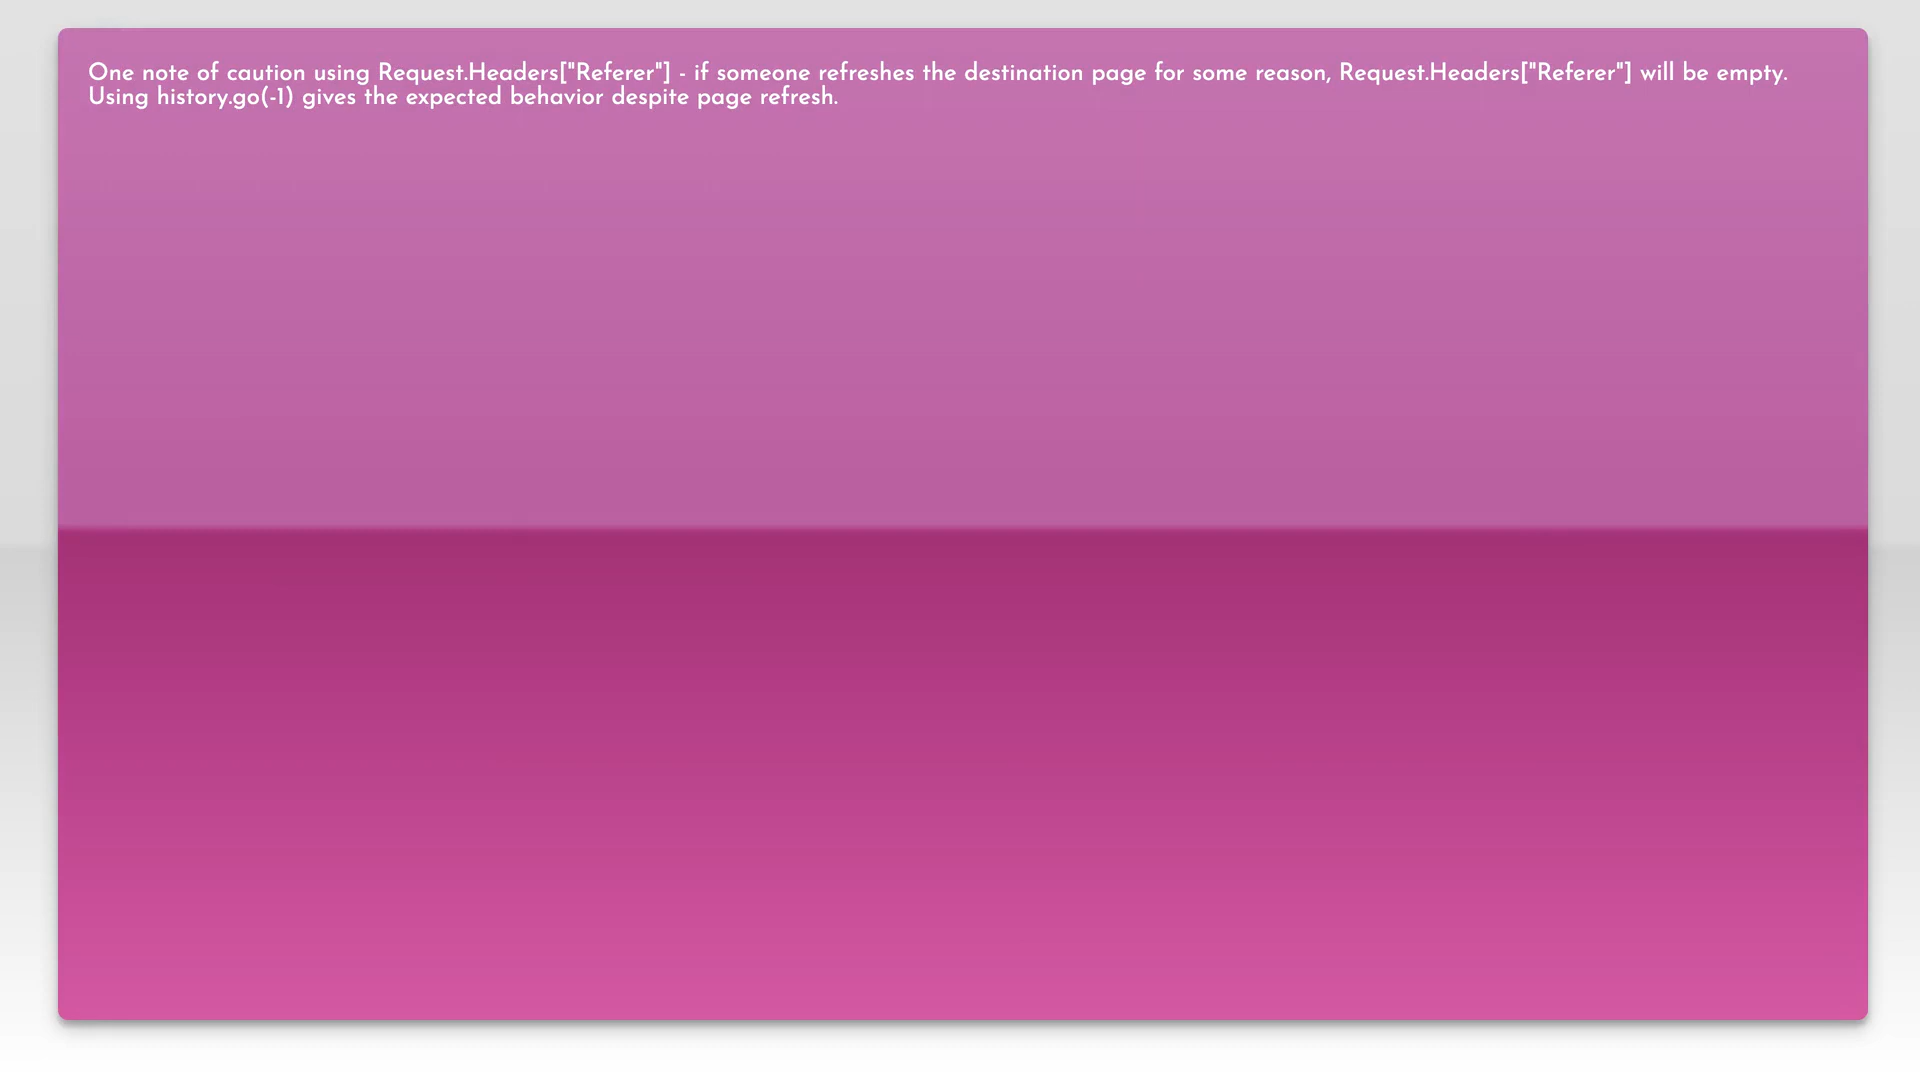 One note of caution using Request.Headers["Referer"] - if someone refreshes the destination page for some reason, Request.Headers["Referer"] will be empty.
Using history.go(-1) gives the expected behavior despite page refresh.